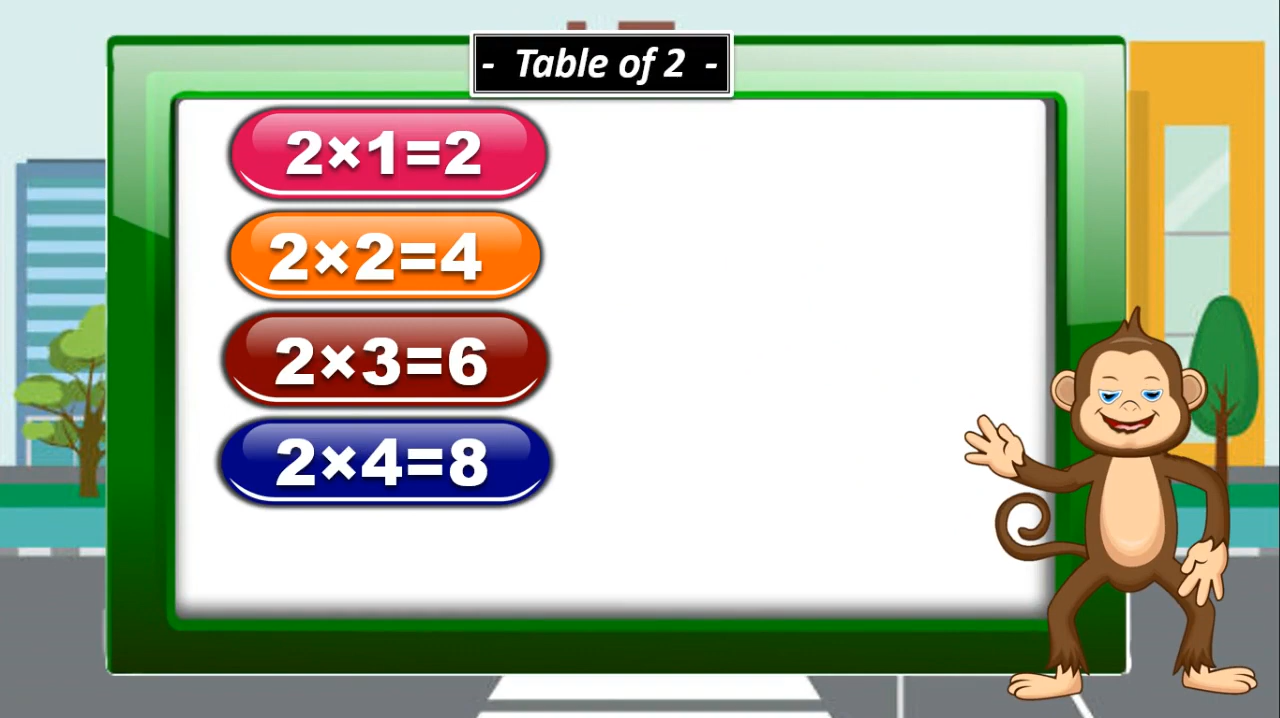 - Table of 2 -
2×1=2
2×2=4
2×3=6
2×4=8